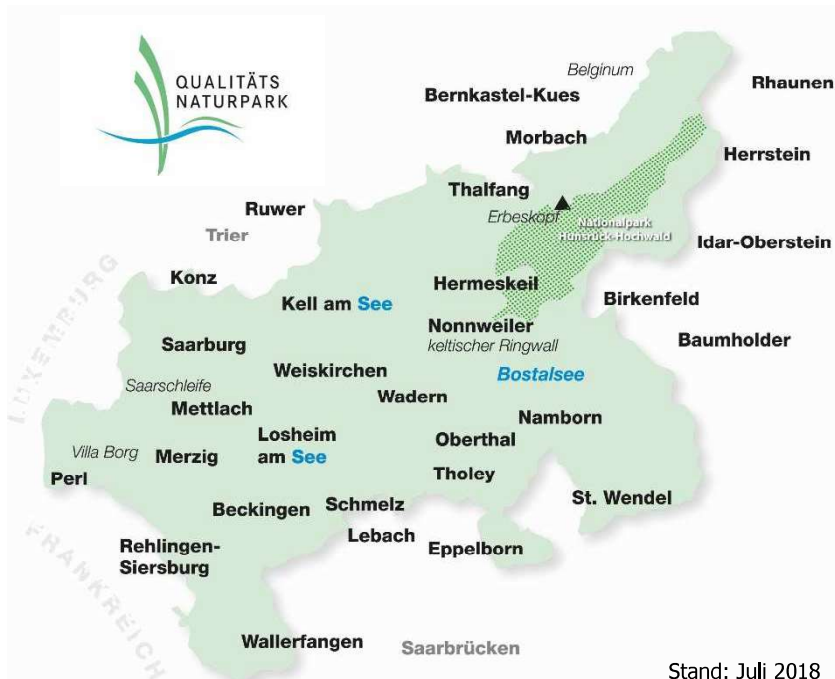 QUALITÄTS
NATURPARK
Belginum
Rhaunen
Bernkastel-Kues
Morbach
Herrstein
Thalfang
Erbeskopf
Nationalpark
Hunsrück-Hochwald
Ruwer
Trier
Idar-Oberstein
Konz
Hermeskeil
Birkenfeld
Kell am See
Nonnweiler
keltischer Ringwall
Baumholder
LUXEMBURG
Saarburg
Weiskirchen
Bostalsee
Saarschleife
Mettlach
Wadern
Namborn
Losheim
am See
Oberthal
Villa Borg
Merzig
Perl
Tholey
Beckingen
Schmelz
St. Wendel
Lebach
Eppelborn
Rehlingen-
Siersburg
FRANKREICH
Wallerfangen
Saarbrücken
Stand: Juli 2018